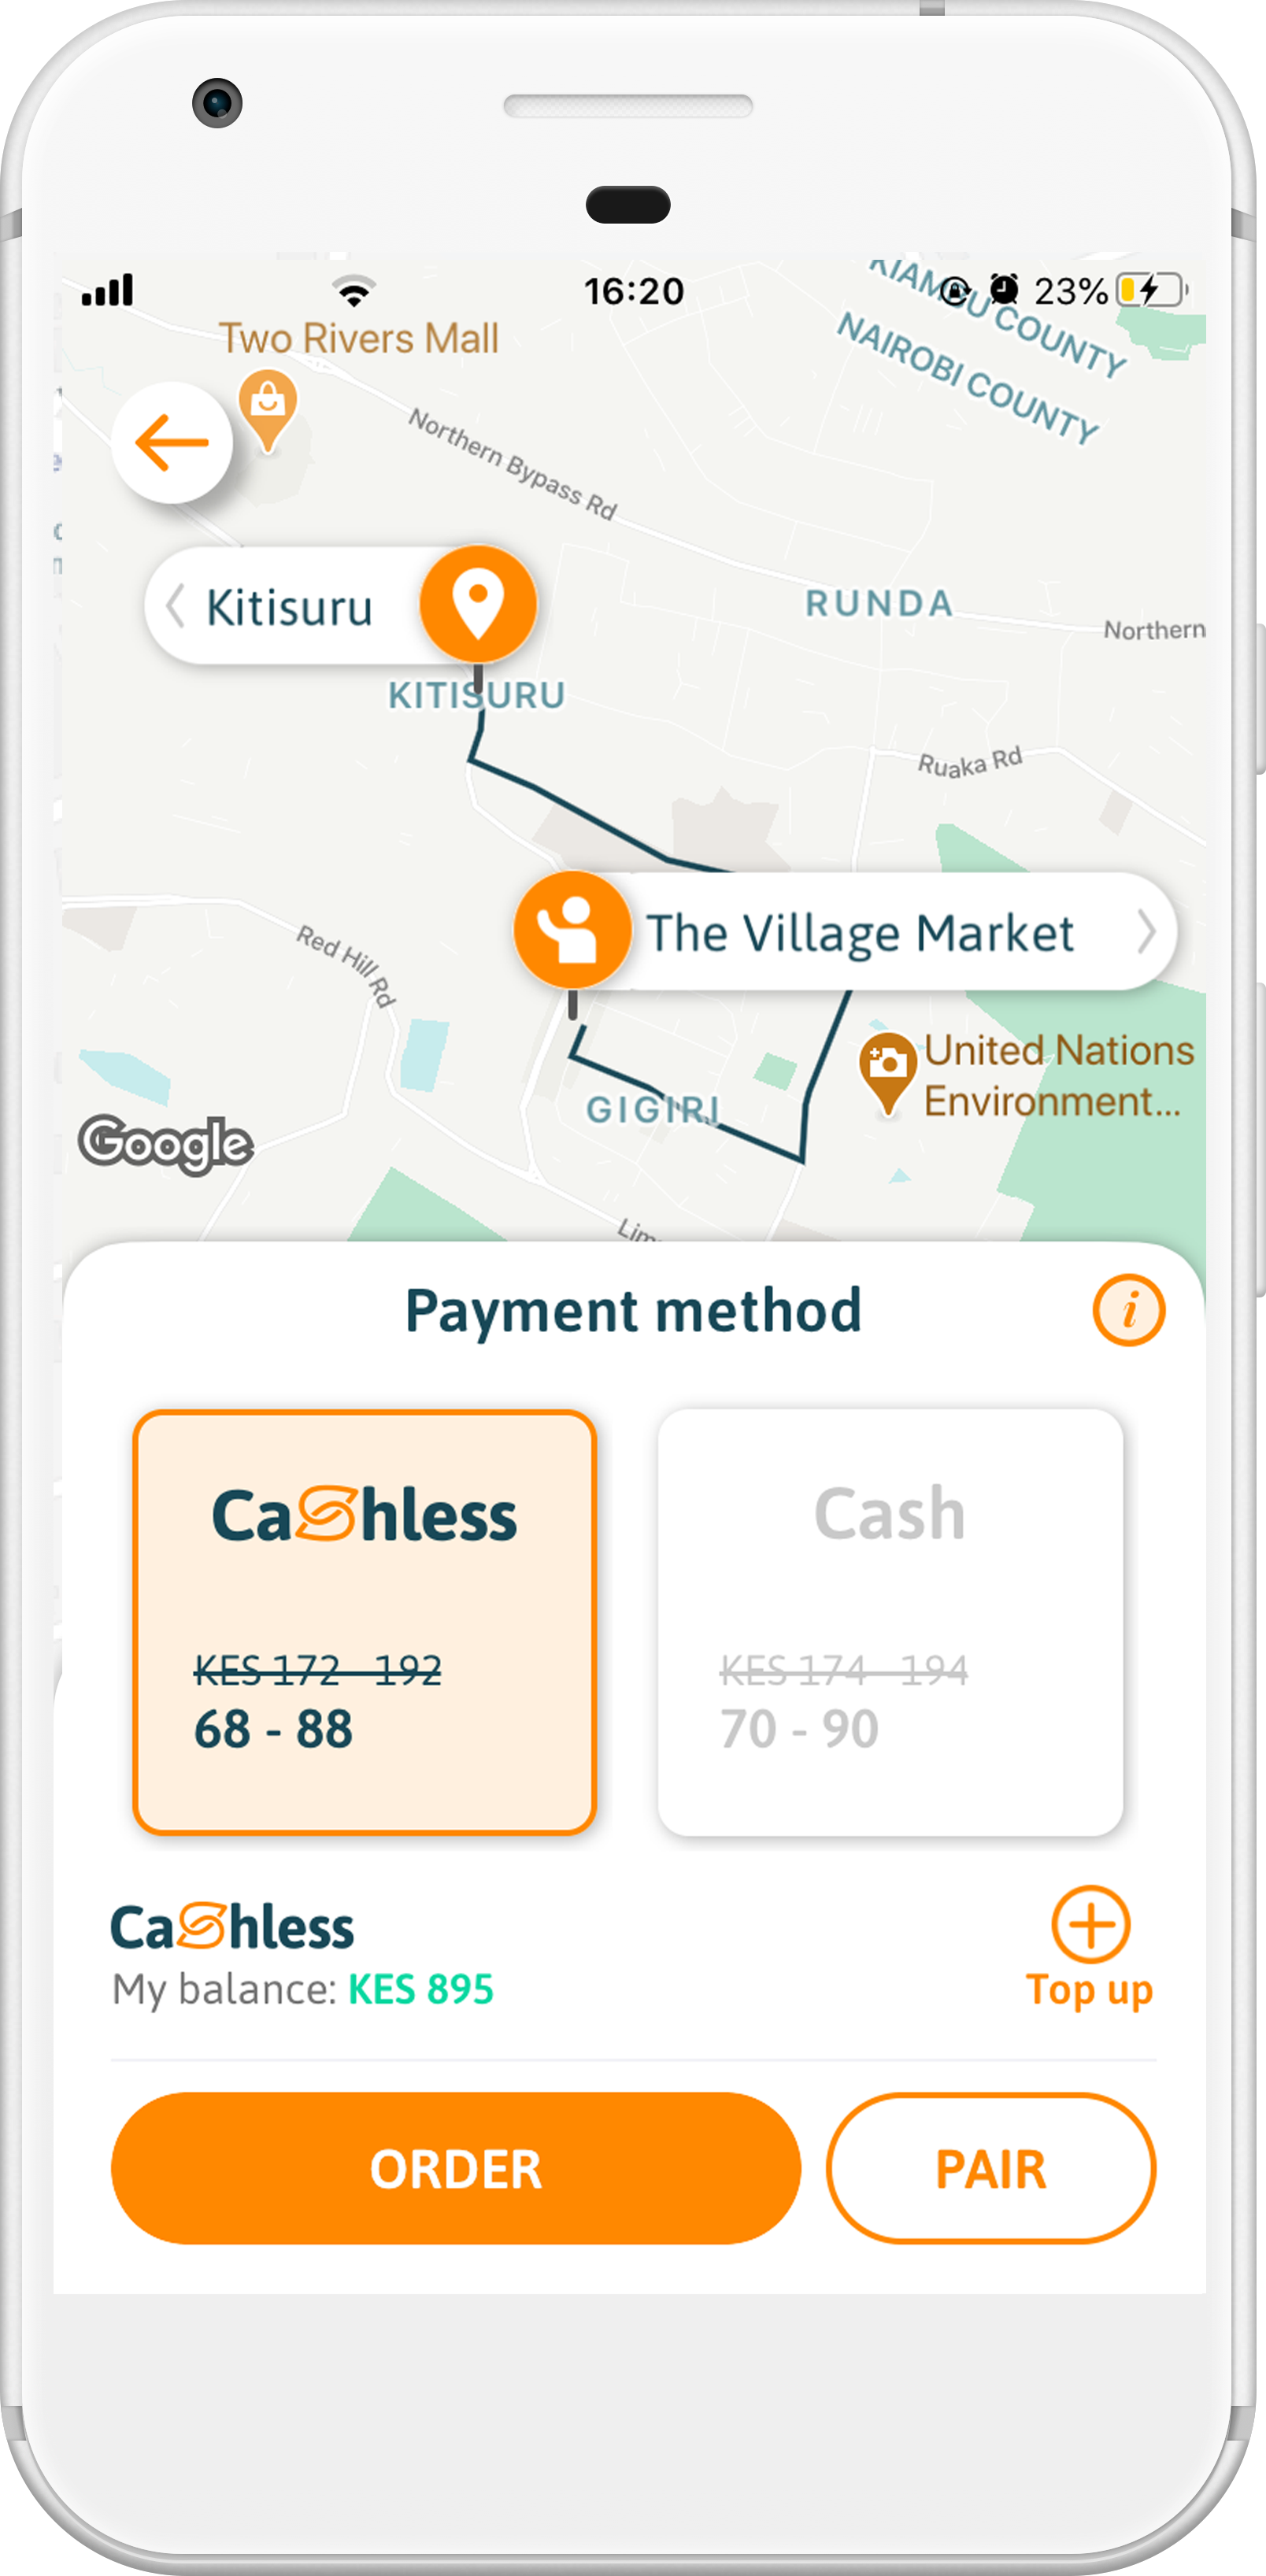 16:20
23%
KIAMBU COUNTY
NAIROBI COUNTY
Two Rivers Mall
Northern Bypass Rd
Kitisuru
RUNDA
Northern
KITISURU
Ruaka Rd
The Village Market
Red Hill Rd
United Nations
Environment...
GIGIRI
Google
Payment method
i
Cashless
Cash
KES 172 - 192
KES 174 - 194
68 - 88
70 - 90
Cashless
My balance: KES 895
Top up
ORDER
PAIR